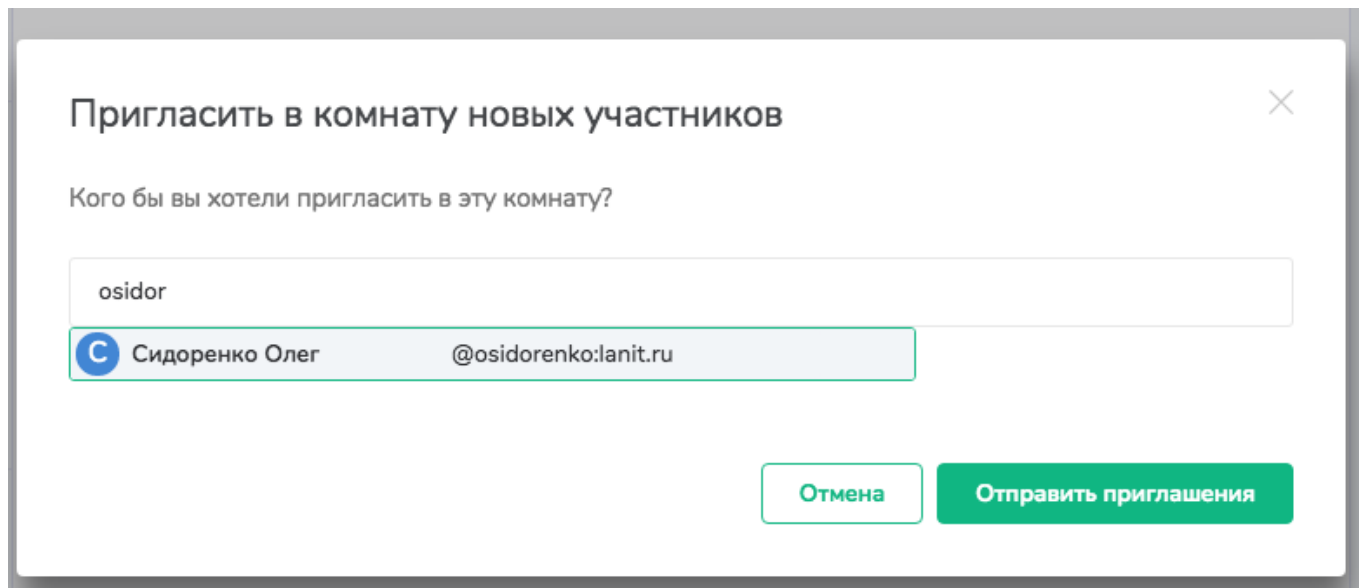 Пригласить в комнату новых участников
Кого бы вы хотели пригласить в эту комнату?
osidor
С Сидоренко Олег @osidorenko:lanit.ru
Отмена Отправить приглашения